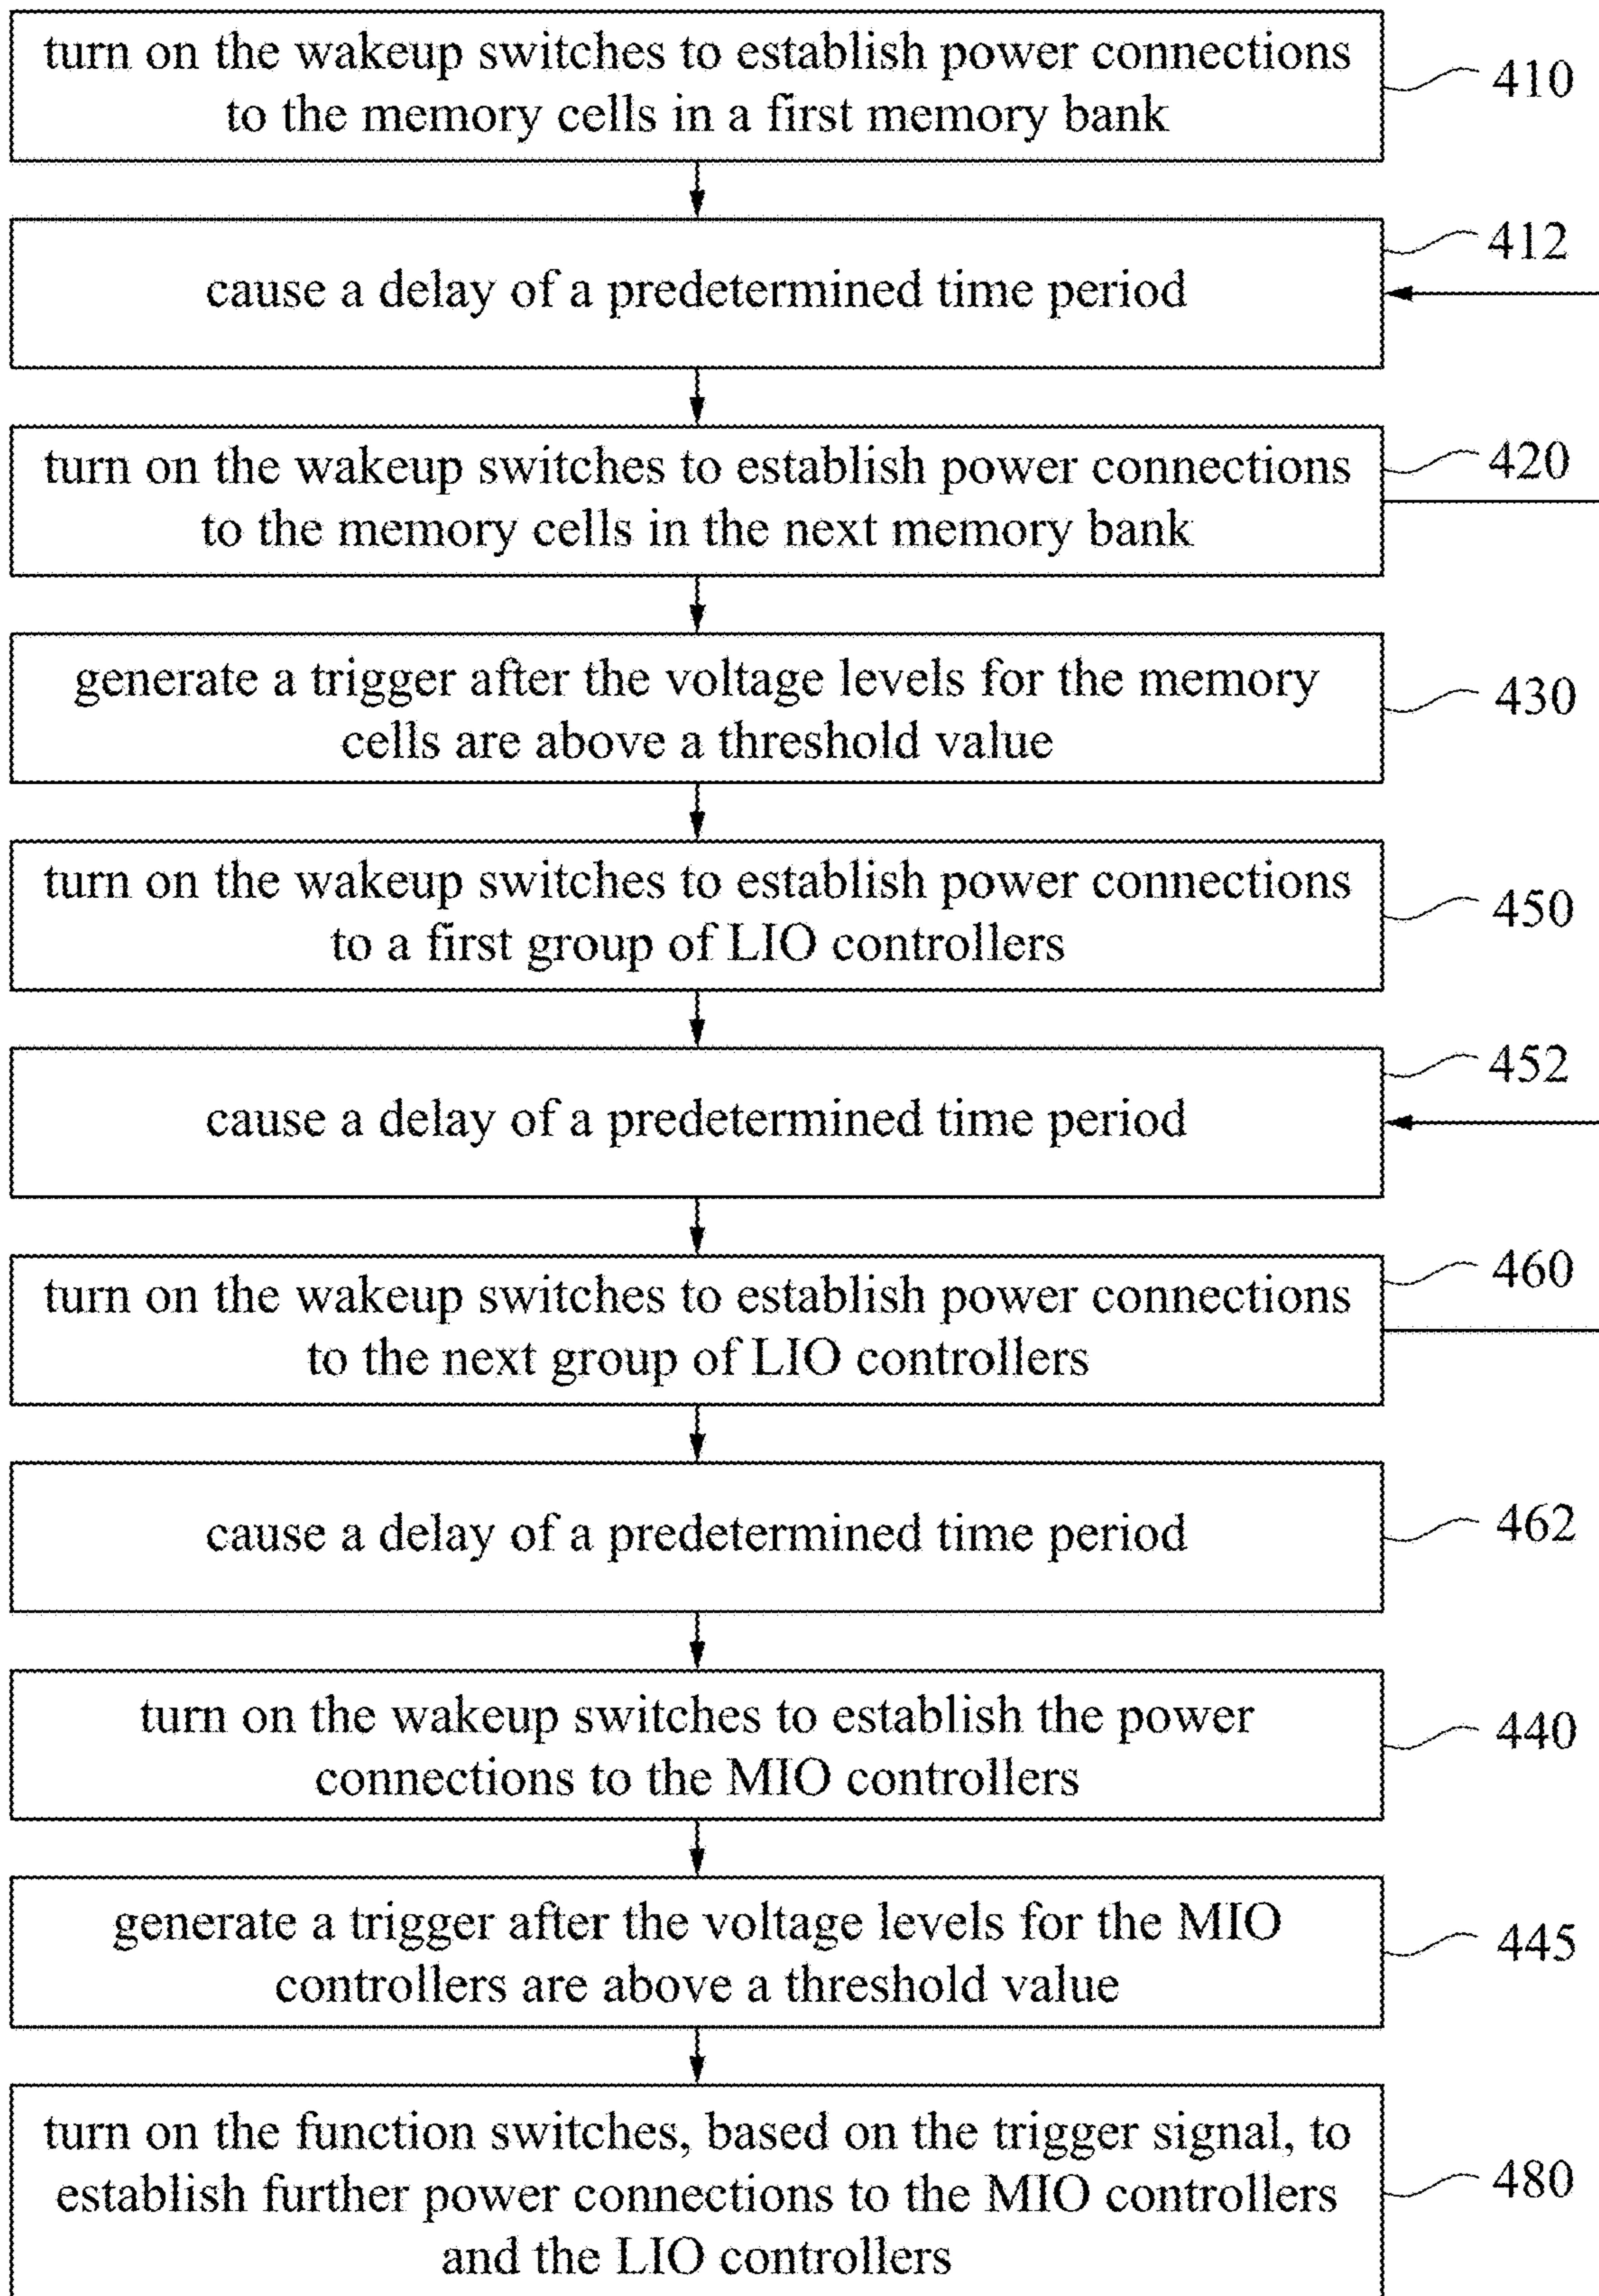 turn on the wakeup switches to establish power connections
to the memory cells in a first memory bank
410
cause a delay of a predetermined time period
412
turn on the wakeup switches to establish power connections
to the memory cells in the next memory bank
420
generate a trigger after the voltage levels for the memory
cells are above a threshold value
430
turn on the wakeup switches to establish power connections
to a first group of LIO controllers
450
cause a delay of a predetermined time period
452
turn on the wakeup switches to establish power connections
to the next group of LIO controllers
460
cause a delay of a predetermined time period
462
turn on the wakeup switches to establish the power
connections to the MIO controllers
440
generate a trigger after the voltage levels for the MIO
controllers are above a threshold value
445
turn on the function switches, based on the trigger signal, to
establish further power connections to the MIO controllers
and the LIO controllers
480